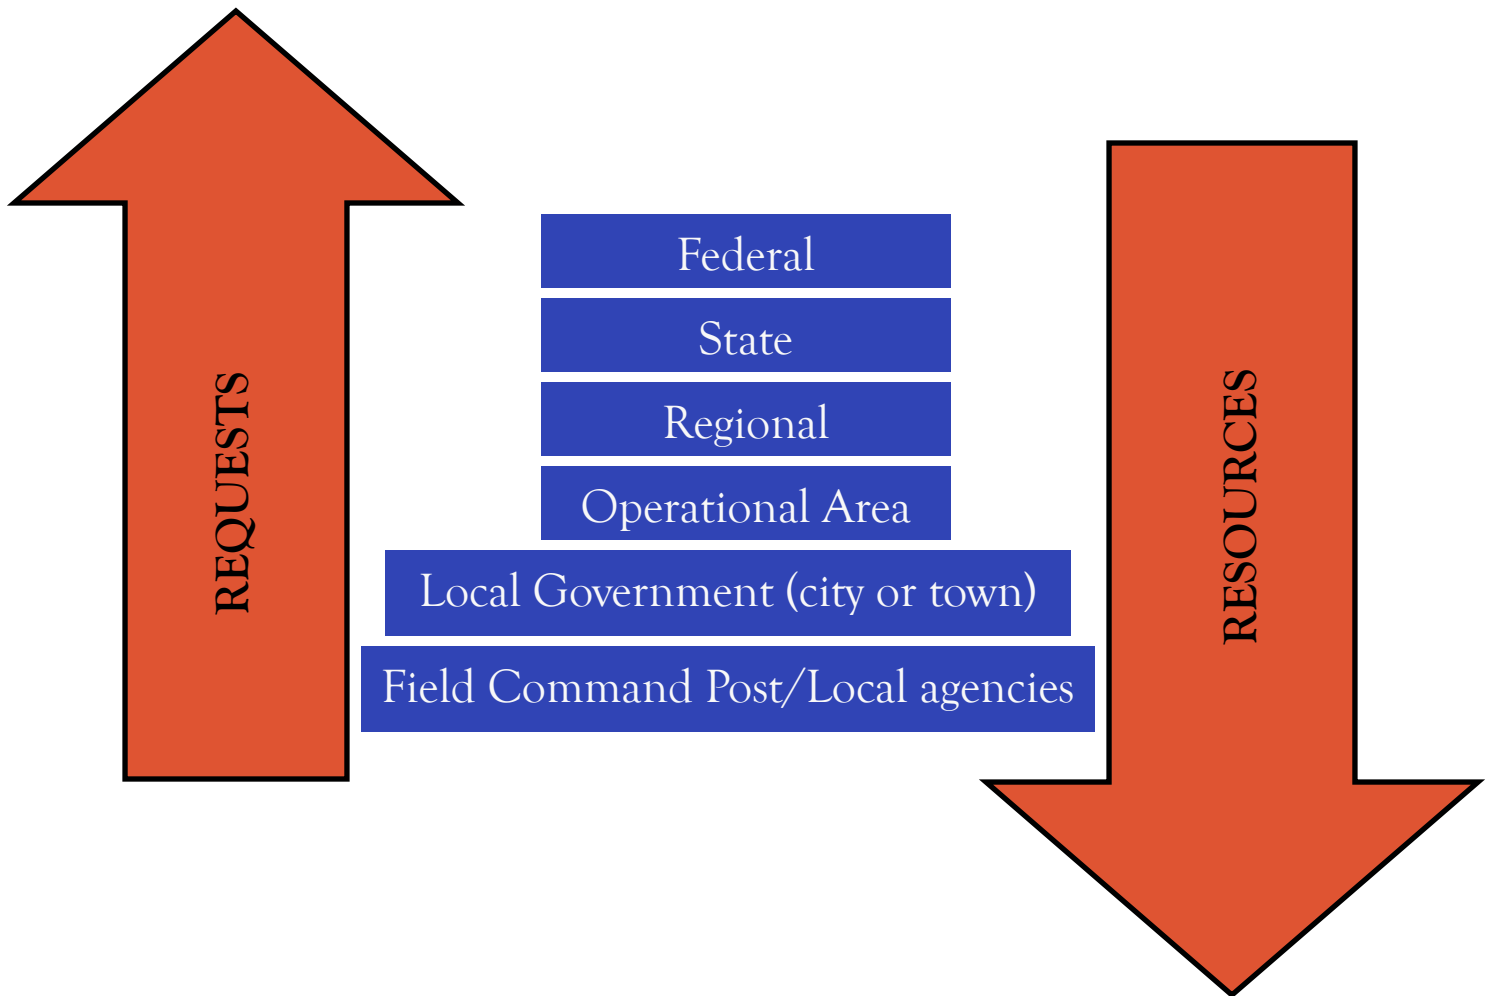 REQUESTS
Federal
State
Regional
Operational Area
Local Government (city or town)
Field Command Post/Local agencies
RESOURCES